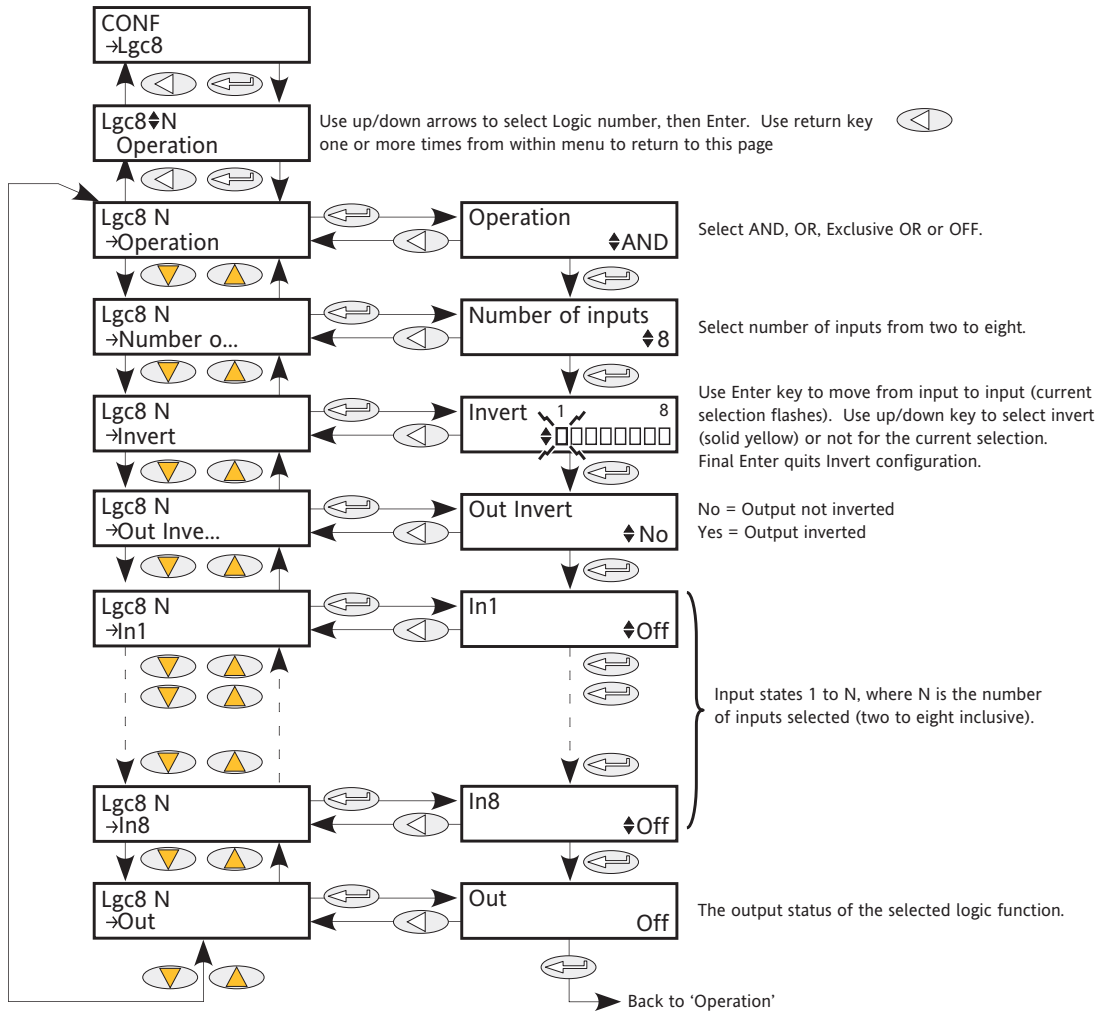 CONF
→Lgc8
Lgc8♦N
Operation
Use up/down arrows to select Logic number, then Enter. Use return key
one or more times from within menu to return to this page
Lgc8 N
→Operation
Operation
♦AND
Select AND, OR, Exclusive OR or OFF.
Lgc8 N
→Number o...
Number of inputs
♦8
Select number of inputs from two to eight.
Lgc8 N
→Invert
Invert 1 8
Use Enter key to move from input to input (current
selection flashes). Use up/down key to select invert
(solid yellow) or not for the current selection.
Final Enter quits Invert configuration.
Lgc8 N
→Out Inve...
Out Invert
♦No
No = Output not inverted
Yes = Output inverted
Lgc8 N
→In1
In1
♦Off
Input states 1 to N, where N is the number
of inputs selected (two to eight inclusive).
Lgc8 N
→In8
In8
♦Off
Lgc8 N
→Out
Out
Off
The output status of the selected logic function.
Back to ‘Operation’